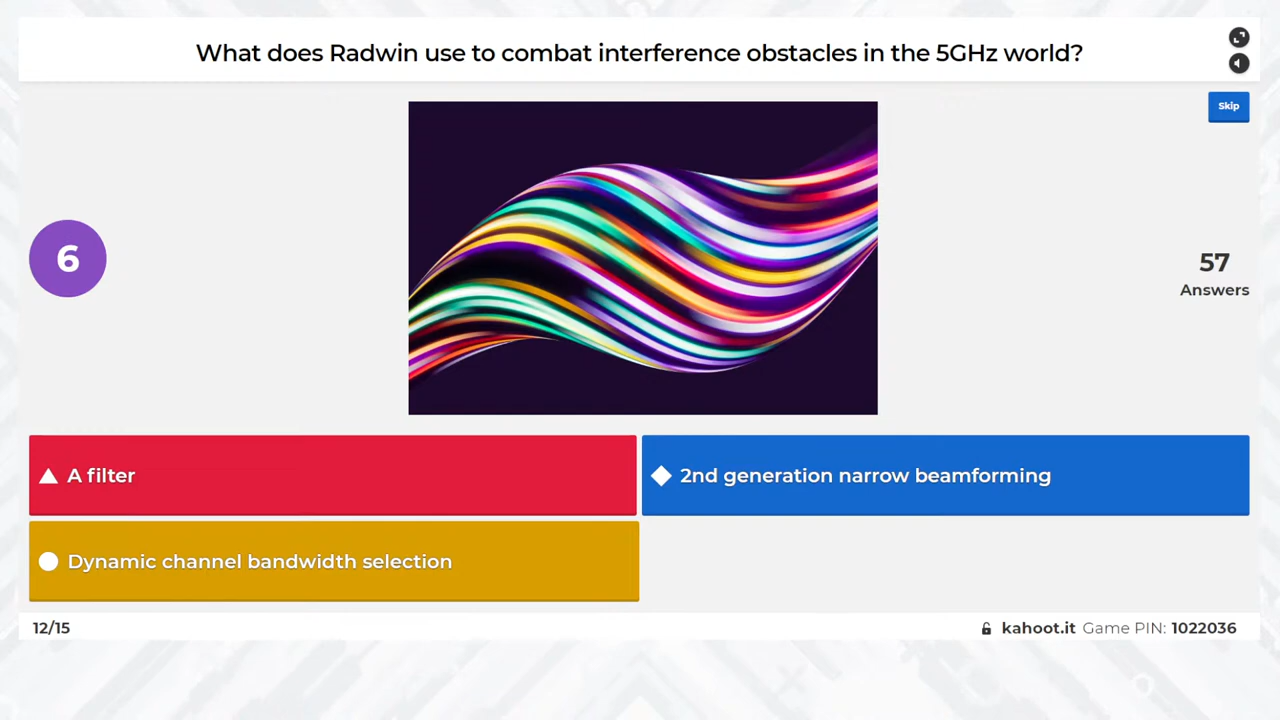 What does Radwin use to combat interference obstacles in the 5GHz world?
Skip
6
57
Answers
A filter
2nd generation narrow beamforming
Dynamic channel bandwidth selection
12/15
kahoot.it Game PIN: 1022036